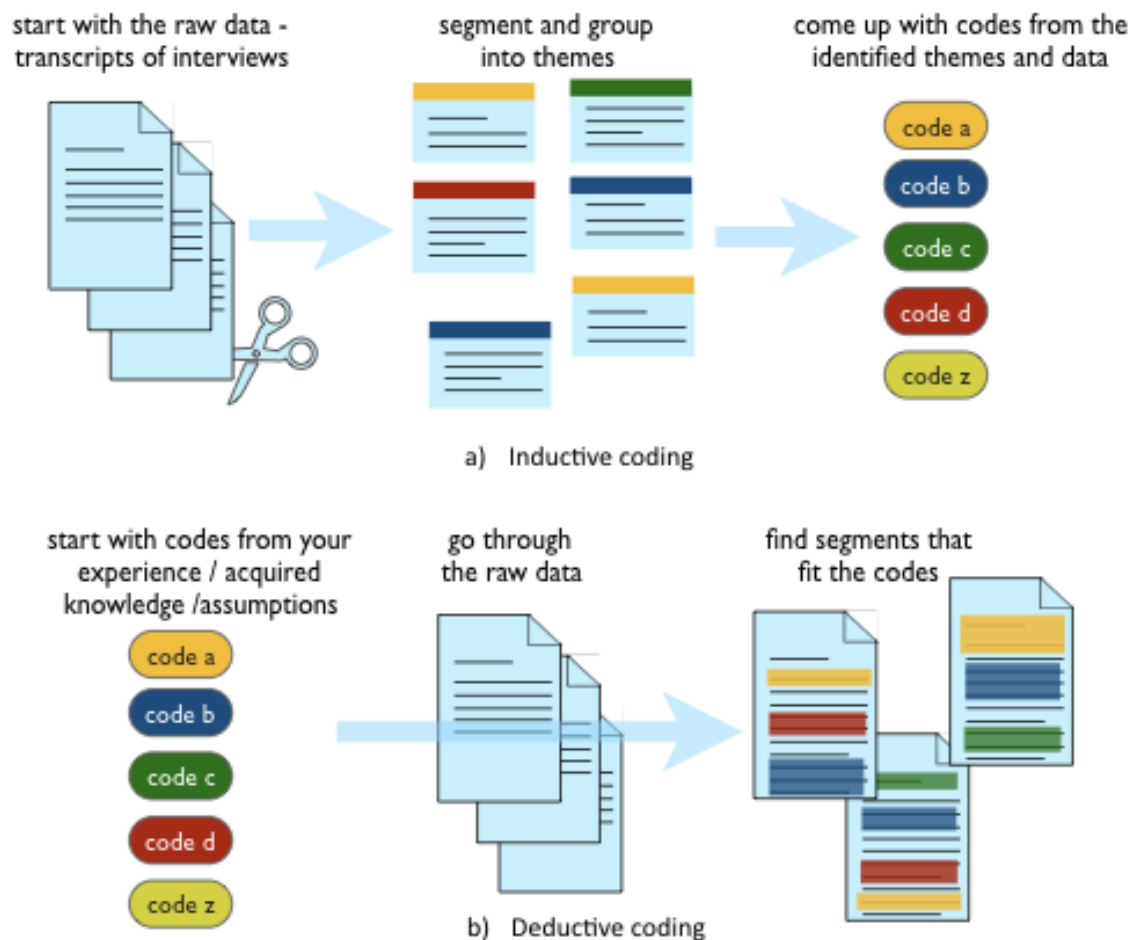 start with the raw data -
transcripts of interviews
segment and group
into themes
come up with codes from the
identified themes and data
code a
code b
code c
code d
code z
a) Inductive coding
start with codes from your
experience / acquired
knowledge /assumptions
go through
the raw data
find segments that
fit the codes
code a
code b
code c
code d
code z
b) Deductive coding